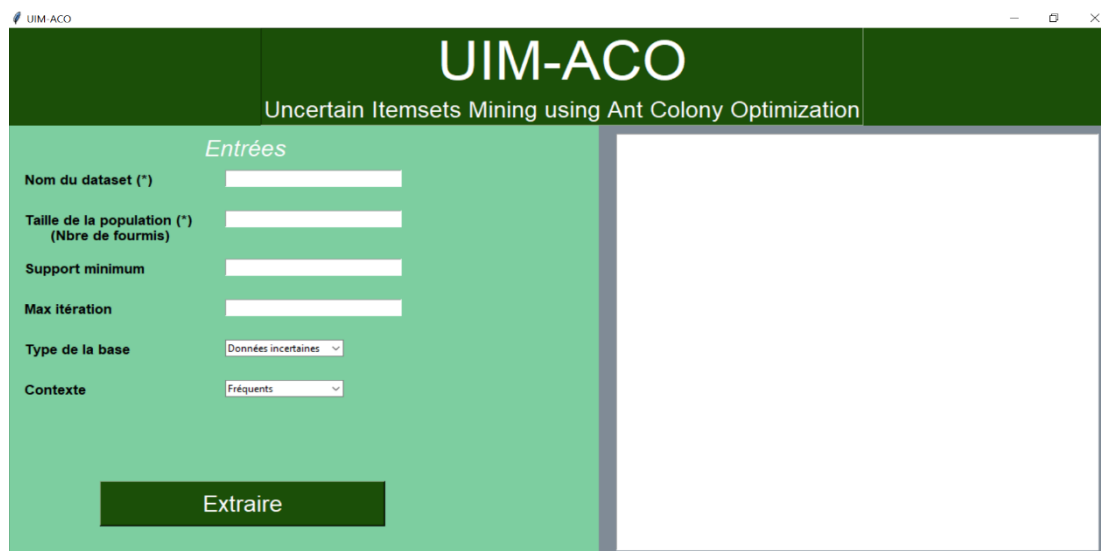 UIM-ACO
UIM-ACO
Uncertain Itemsets Mining using Ant Colony Optimization
Entrées
Nom du dataset (*)
Taille de la population (*)
(Nbre de fourmis)
Support minimum
Max itération
Type de la base
Données incertaines
Contexte
Fréquents
Extraire